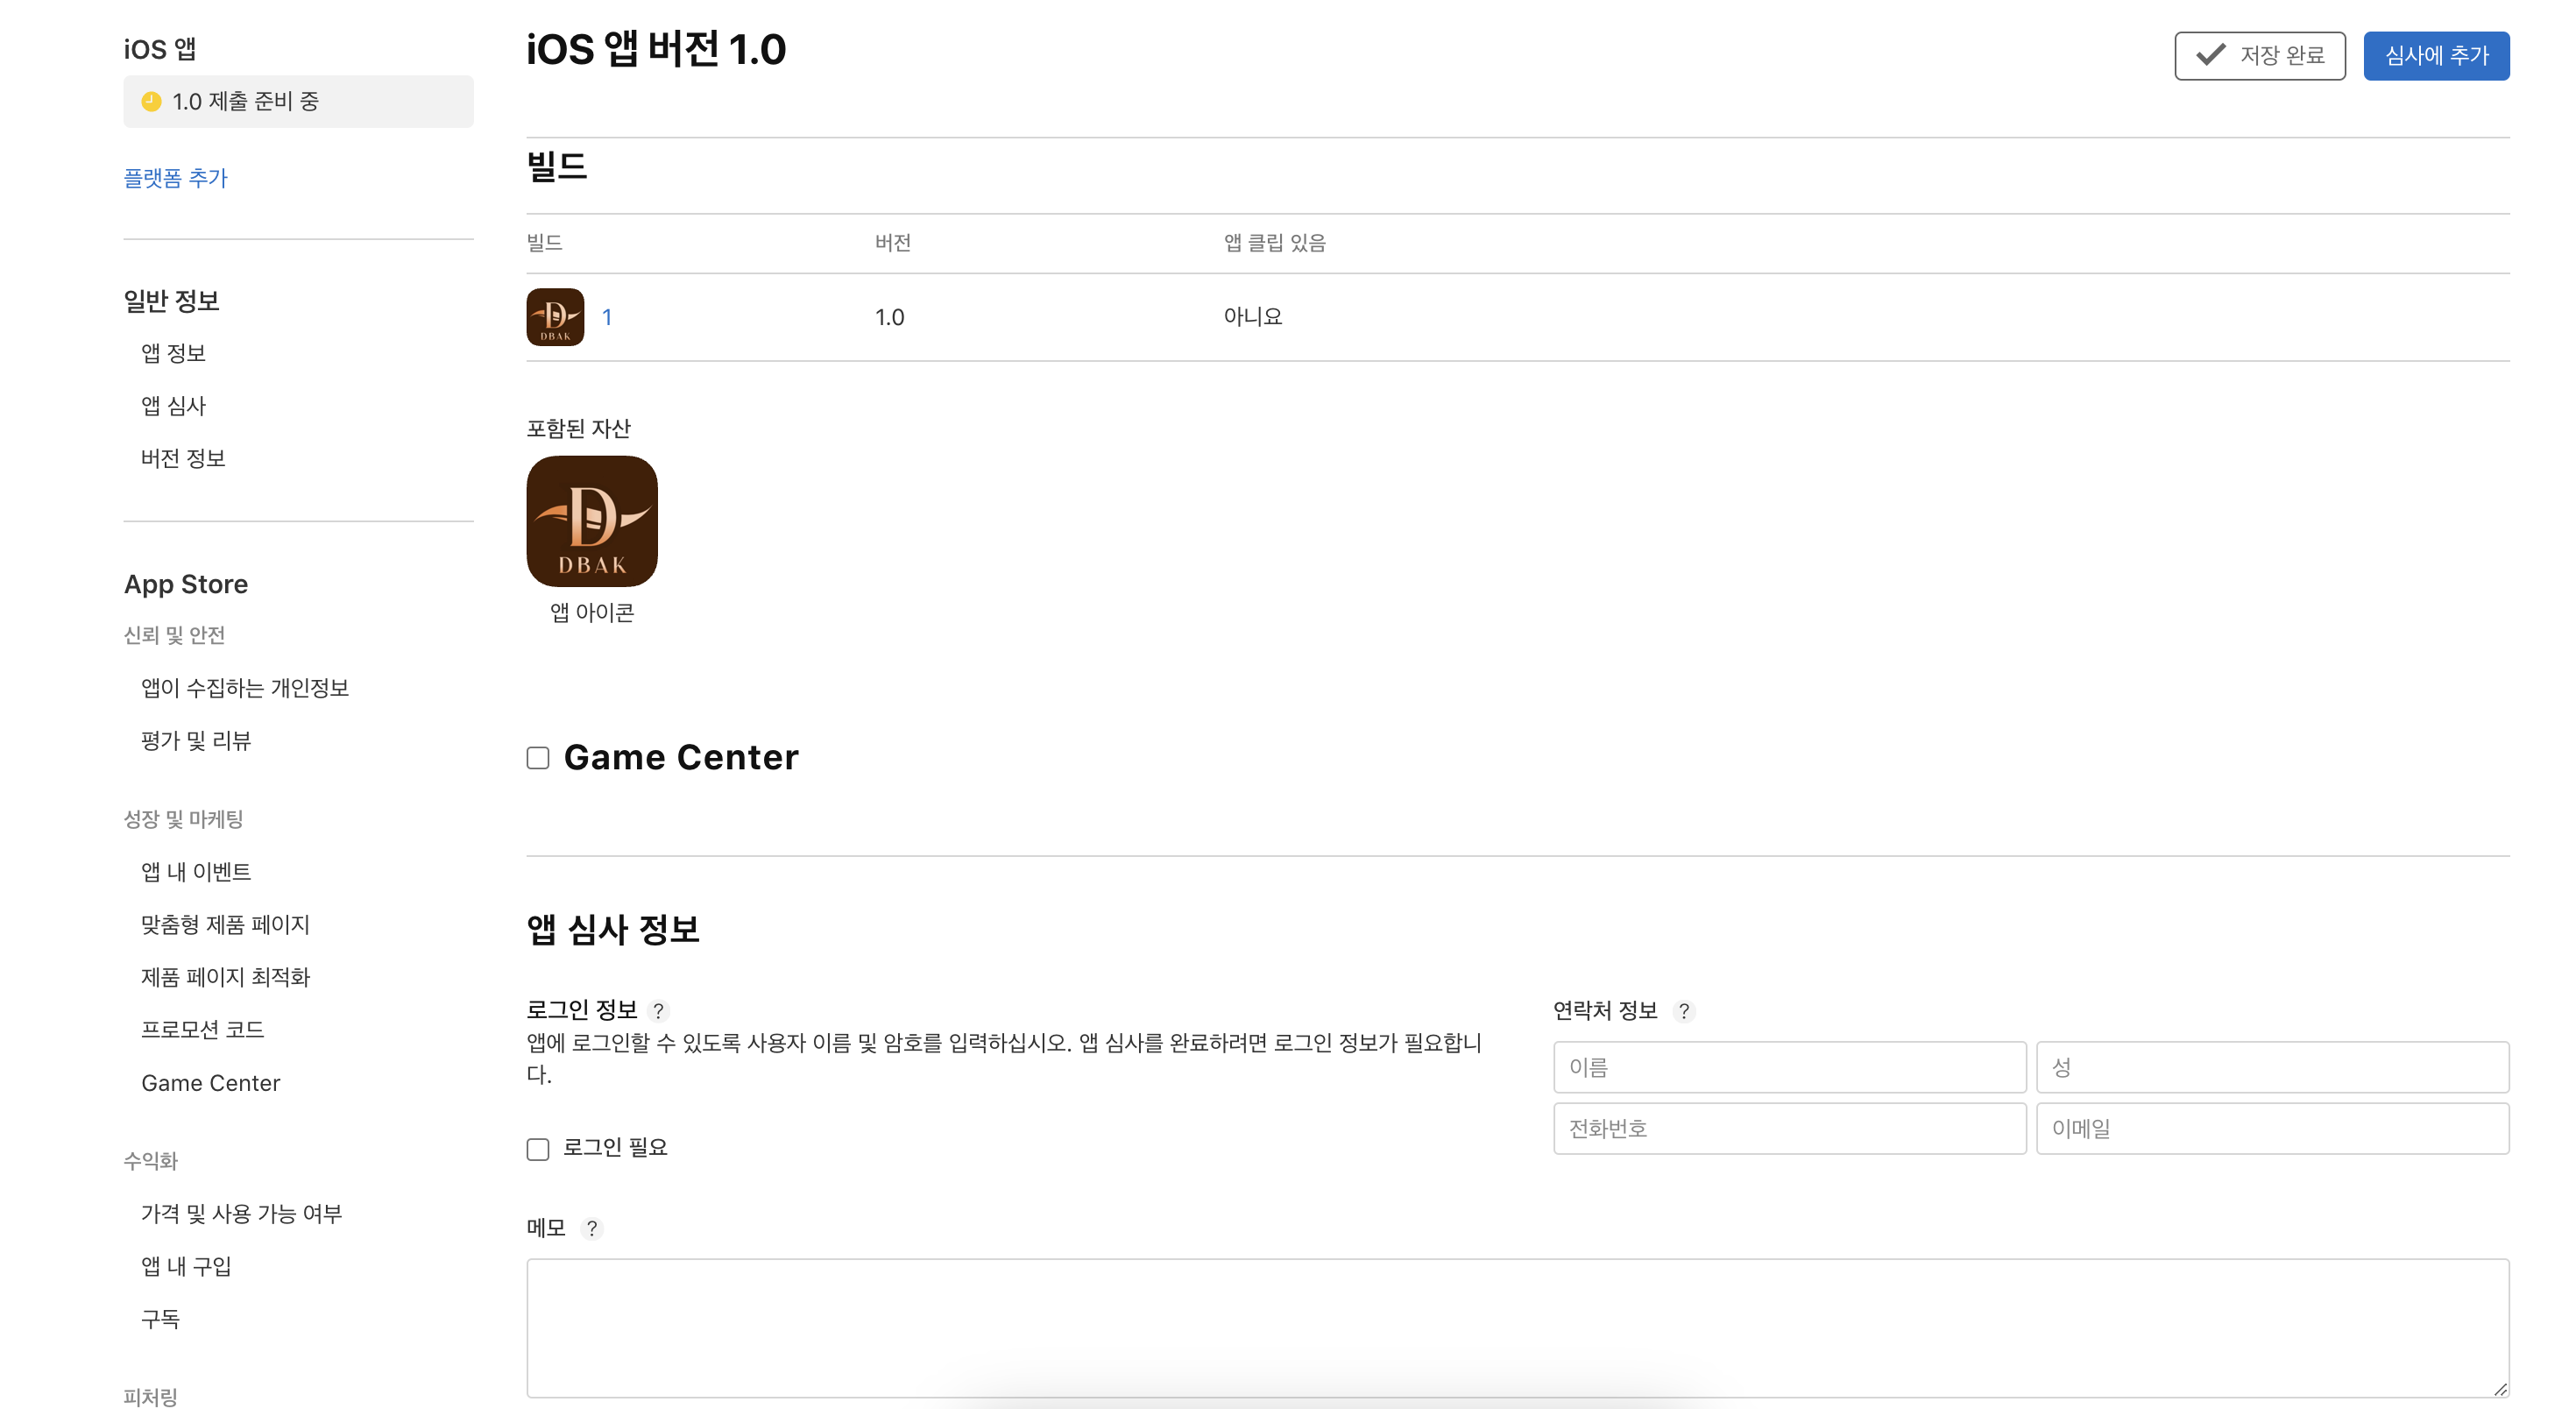 iOS 앱
1.0 제출 준비 중
플랫폼 추가
일반 정보
앱 정보
앱 심사
버전 정보
App Store
신뢰 및 안전
앱이 수집하는 개인정보
평가 및 리뷰
성장 및 마케팅
앱 내 이벤트
맞춤형 제품 페이지
제품 페이지 최적화
프로모션 코드
Game Center
수익화
가격 및 사용 가능 여부
앱 내 구입
구독
피처링
iOS 앱 버전 1.0
저장 완료
심사에 추가
빌드
빌드 버전 앱 클립 있음
DBAK
1 1.0 아니요
포함된 자산
D
DBAK
앱 아이콘
Game Center
앱 심사 정보
로그인 정보 ?
앱에 로그인할 수 있도록 사용자 이름 및 암호를 입력하십시오. 앱 심사를 완료하려면 로그인 정보가 필요합니
다.
로그인 필요
연락처 정보 ?
이름 성
전화번호 이메일
메모 ?